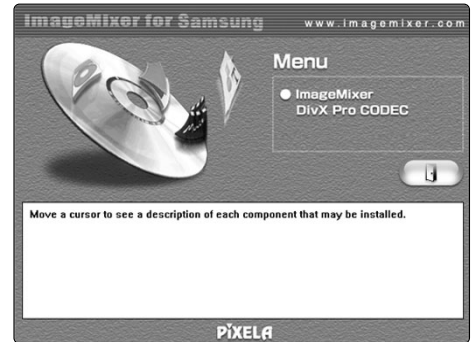 ImageMixer for Samsung
www.imagemixer.com
Menu
ImageMixer
DivX Pro CODEC
Move a cursor to see a description of each component that may be installed.
PIXELA